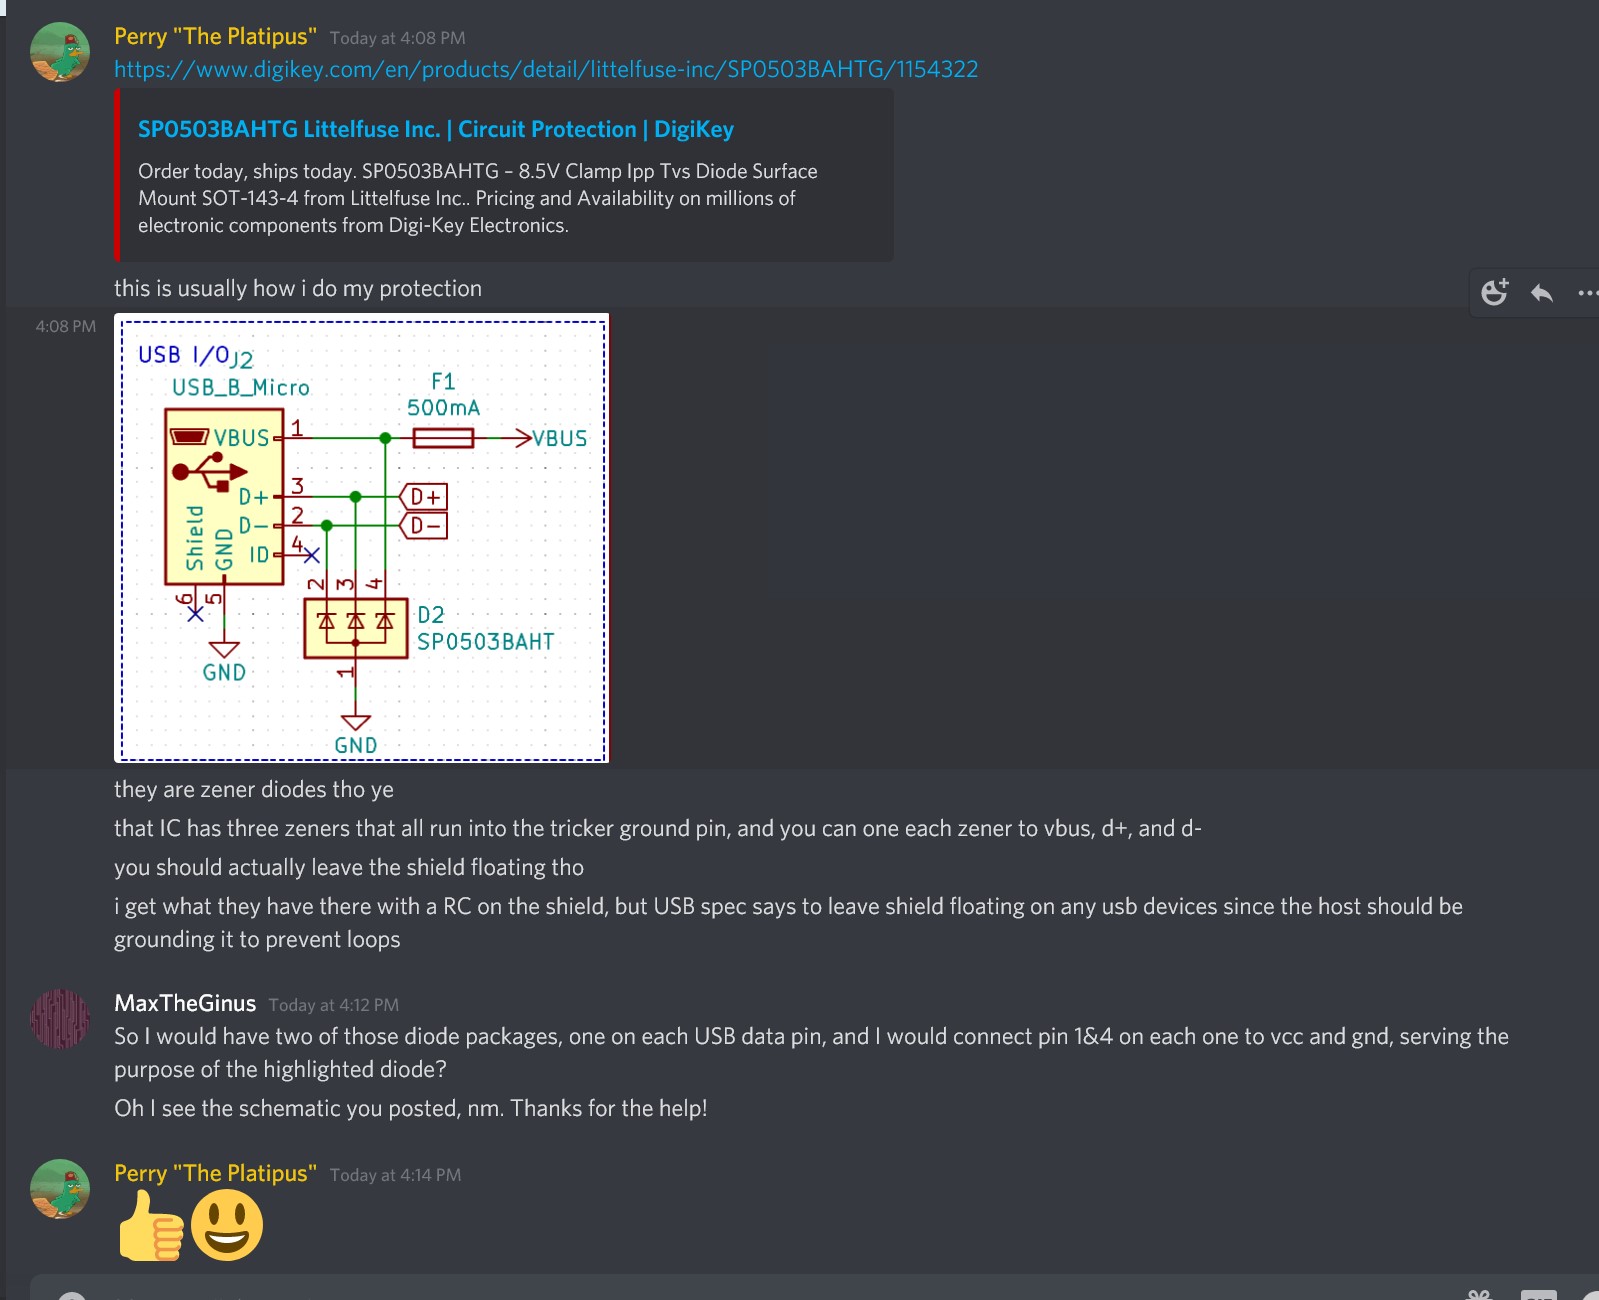 Perry "The Platipus" Today at 4:08 PM
https://www.digikey.com/en/products/detail/littelfuse-inc/SP0503BAHTG/1154322
SP0503BAHTG Littelfuse Inc. | Circuit Protection | DigiKey
Order today, ships today. SP0503BAHTG – 8.5V Clamp Ipp Tvs Diode Surface
Mount SOT-143-4 from Littelfuse Inc.. Pricing and Availability on millions of
electronic components from Digi-Key Electronics.
this is usually how i do my protection
4:08 PM
USB I/O
J2
USB_B_Micro
F1
500mA
VBUS 1
VBUS
D+ 3
D+
D- 2
D-
ID 4
Shield
GND
6
5
GND
2 3 4
D2
SP0503BAHT
1
GND
they are zener diodes tho ye
that IC has three zeners that all run into the tricker ground pin, and you can one each zener to vbus, d+, and d-
you should actually leave the shield floating tho
i get what they have there with a RC on the shield, but USB spec says to leave shield floating on any usb devices since the host should be
grounding it to prevent loops
MaxTheGinus Today at 4:12 PM
So I would have two of those diode packages, one on each USB data pin, and I would connect pin 1&4 on each one to vcc and gnd, serving the
purpose of the highlighted diode?
Oh I see the schematic you posted, nm. Thanks for the help!
Perry "The Platipus" Today at 4:14 PM